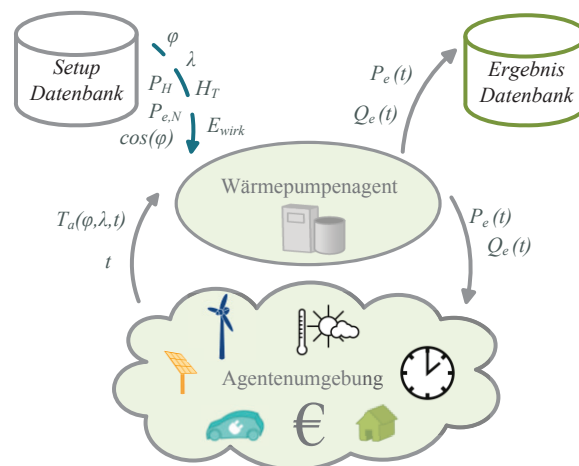 Setup
Datenbank
φ
λ
P_H
H_T
P_e,N
cos(φ)
E_wirk
P_e(t)
Q_e(t)
Ergebnis
Datenbank
Wärmepumpenagent
T_a(φ,λ,t)
t
P_e(t)
Q_e(t)
Agentenumgebung
€